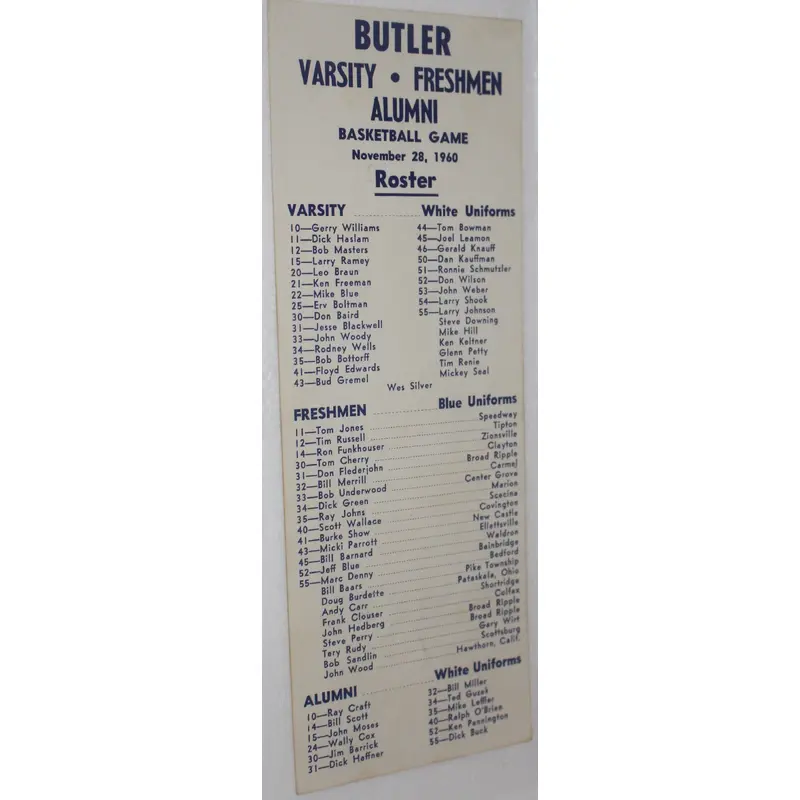 BUTLER
VARSITY • FRESHMEN
ALUMNI
BASKETBALL GAME
November 28, 1960
Roster
VARSITY White Uniforms
10—Gerry Williams
11—Dick Haslam
12—Bob Masters
15—Larry Ramey
20—Leo Braun
21—Ken Freeman
22—Mike Blue
25—Erv Boltman
30—Don Baird
31—Jesse Blackwell
33—John Woody
34—Rodney Wells
35—Bob Bottorff
41—Floyd Edwards
43—Bud Gremel
44—Tom Bowman
45—Joel Leamon
46—Gerald Knauff
50—Dan Kauffman
51—Ronnie Schmutzler
52—Don Wilson
53—John Weber
54—Larry Shook
55—Larry Johnson
Steve Downing
Mike Hill
Ken Keltner
Glenn Petty
Tim Renie
Mickey Seal
Wes Silver
FRESHMEN Blue Uniforms
11—Tom Jones Speedway
12—Tim Russell Tipton
14—Ron Funkhouser Zionsville
30—Tom Cherry Clayton
31—Don Flederjohn Broad Ripple
32—Bill Merrill Carmel
33—Bob Underwood Center Grove
34—Dick Green Marion
35—Ray Johns Scecina
40—Scott Wallace Covington
41—Burke Show New Castle
43—Micki Parrott Ellettsville
45—Bill Barnard Waldron
52—Jeff Blue Bainbridge
55—Marc Denny Bedford
Bill Bears Pike Township
Doug Burdette Pataskala, Ohio
Andy Carr Shortridge
Frank Clouser Colfax
John Hedberg Broad Ripple
Steve Perry Broad Ripple
Tery Rudy Gary Wirt
Bob Sandlin Scottsburg
John Wood Hawthorn, Calif.
ALUMNI White Uniforms
10—Ray Craft
14—Bill Scott
15—John Moses
24—Wally Cox
30—Jim Barrick
31—Dick Haffner
32—Bill Miller
34—Ted Guzek
35—Mike Leffler
40—Ralph O'Brien
52—Ken Pennington
55—Dick Buck